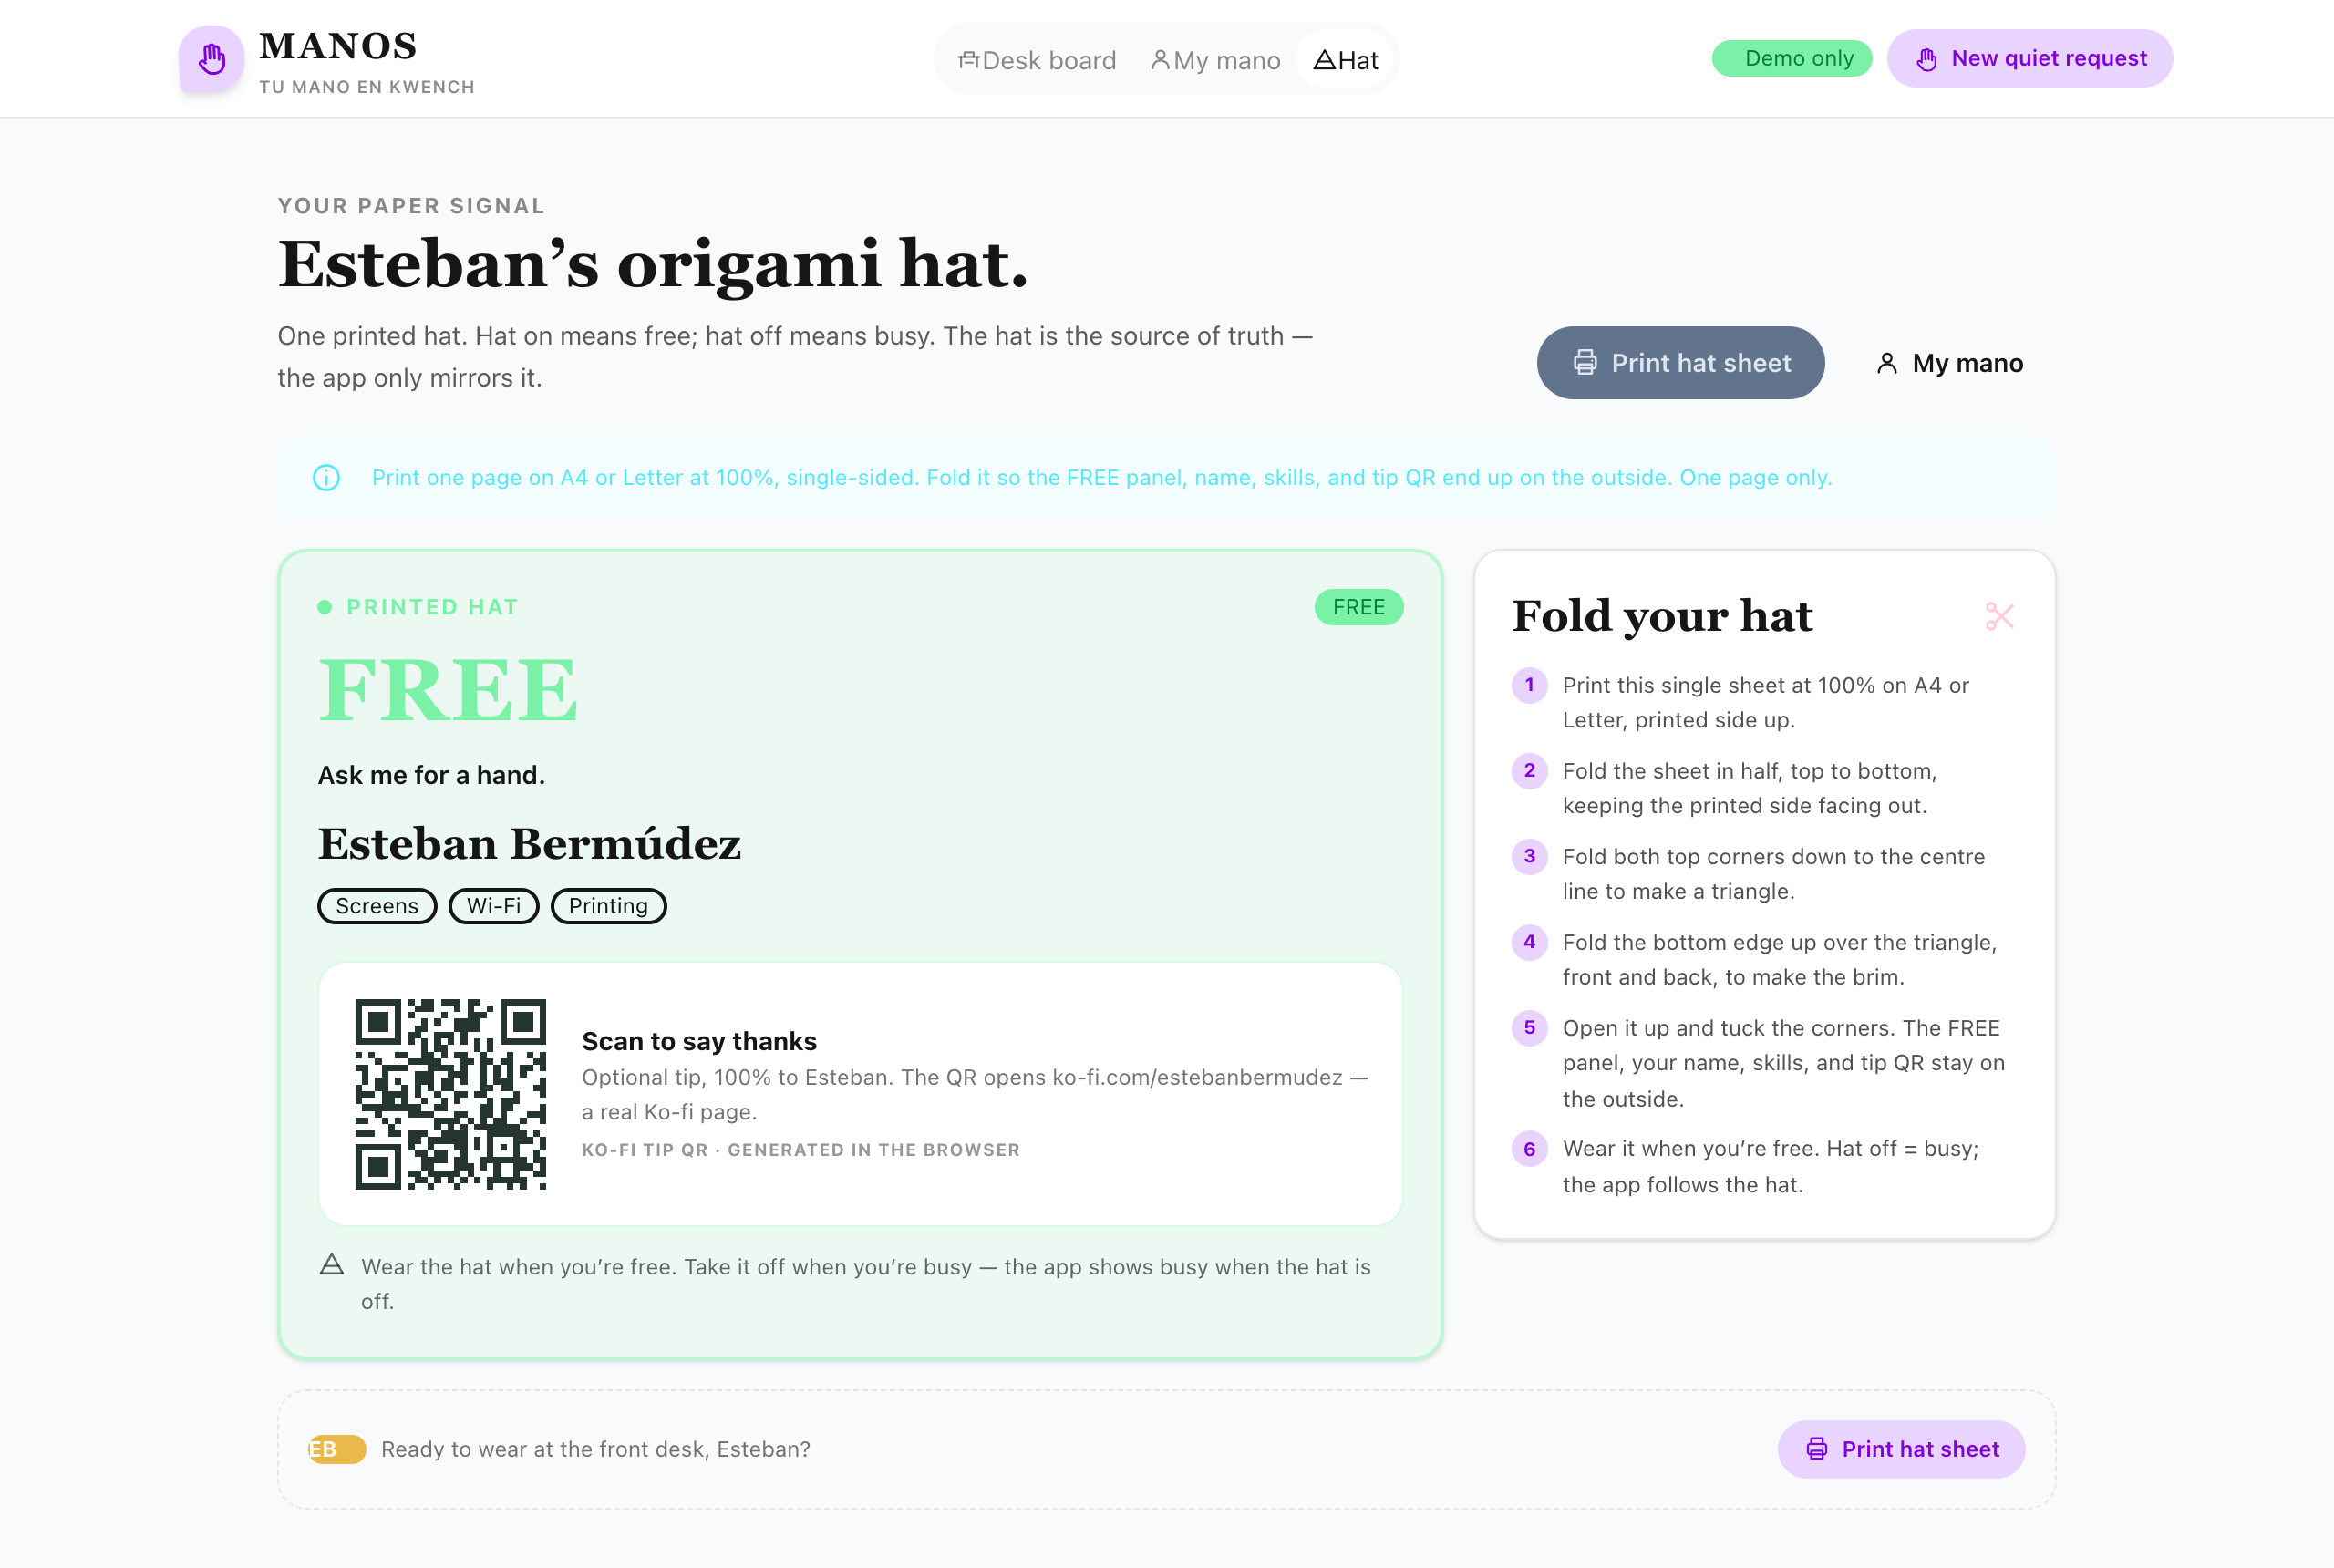 MANOS
TU MANO EN KWENCH
Desk board
My mano
Hat
Demo only
New quiet request
YOUR PAPER SIGNAL
Esteban’s origami hat.
One printed hat. Hat on means free; hat off means busy. The hat is the source of truth —
the app only mirrors it.
Print hat sheet
My mano
Print one page on A4 or Letter at 100%, single-sided. Fold it so the FREE panel, name, skills, and tip QR end up on the outside. One page only.
PRINTED HAT
FREE
FREE
Ask me for a hand.
Esteban Bermúdez
Screens
Wi-Fi
Printing
Scan to say thanks
Optional tip, 100% to Esteban. The QR opens ko-fi.com/estebanbermudez —
a real Ko-fi page.
KO-FI TIP QR · GENERATED IN THE BROWSER
Wear the hat when you’re free. Take it off when you’re busy — the app shows busy when the hat is
off.
Fold your hat
1 Print this single sheet at 100% on A4 or
Letter, printed side up.
2 Fold the sheet in half, top to bottom,
keeping the printed side facing out.
3 Fold both top corners down to the centre
line to make a triangle.
4 Fold the bottom edge up over the triangle,
front and back, to make the brim.
5 Open it up and tuck the corners. The FREE
panel, your name, skills, and tip QR stay on
the outside.
6 Wear it when you’re free. Hat off = busy;
the app follows the hat.
EB
Ready to wear at the front desk, Esteban?
Print hat sheet